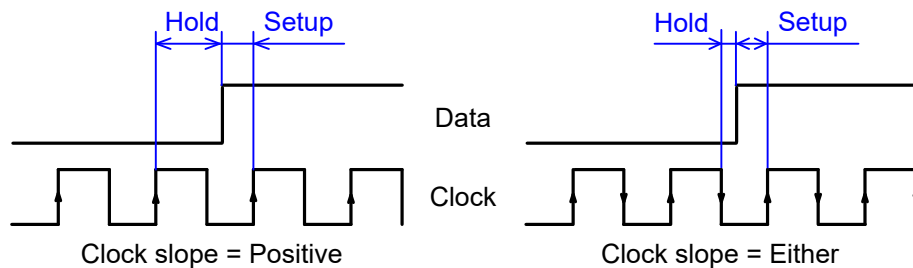 Hold Setup Hold Setup
Data
Clock
Clock slope = Positive Clock slope = Either